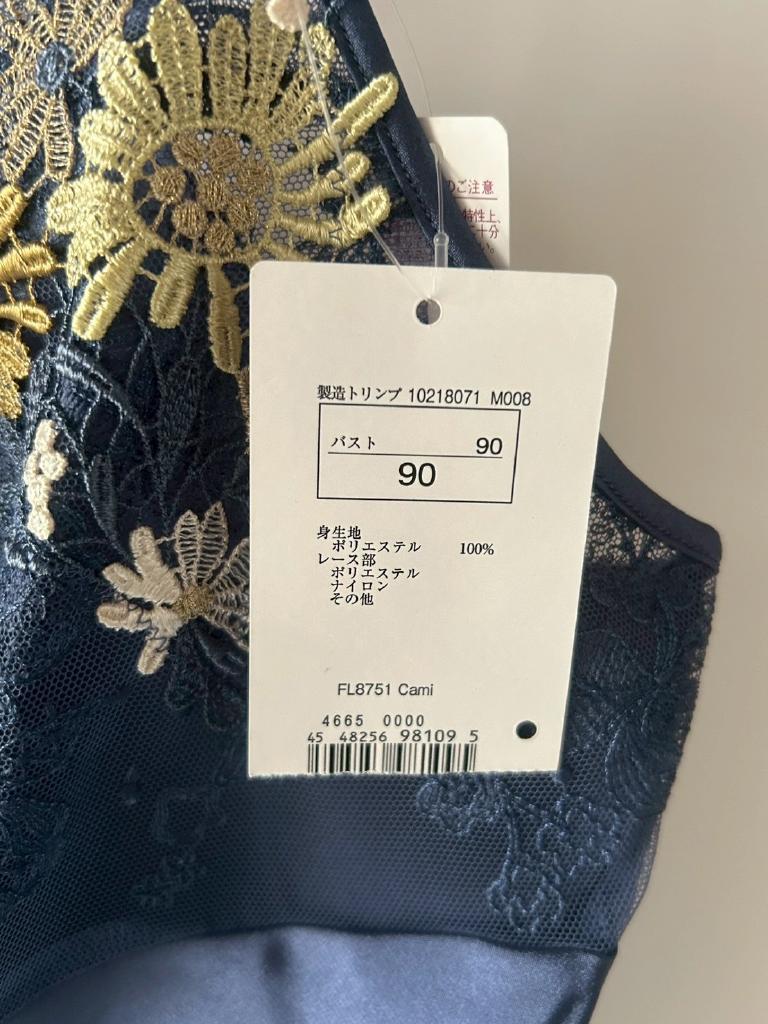 のご注意
特性上、
十分
い。
製造トリンプ 10218071 M008
バスト 90
90
身生地
ポリエステル 100%
レース部
ポリエステル
ナイロン
その他
FL8751 Cami
4665 0000
45 48256 98109 5